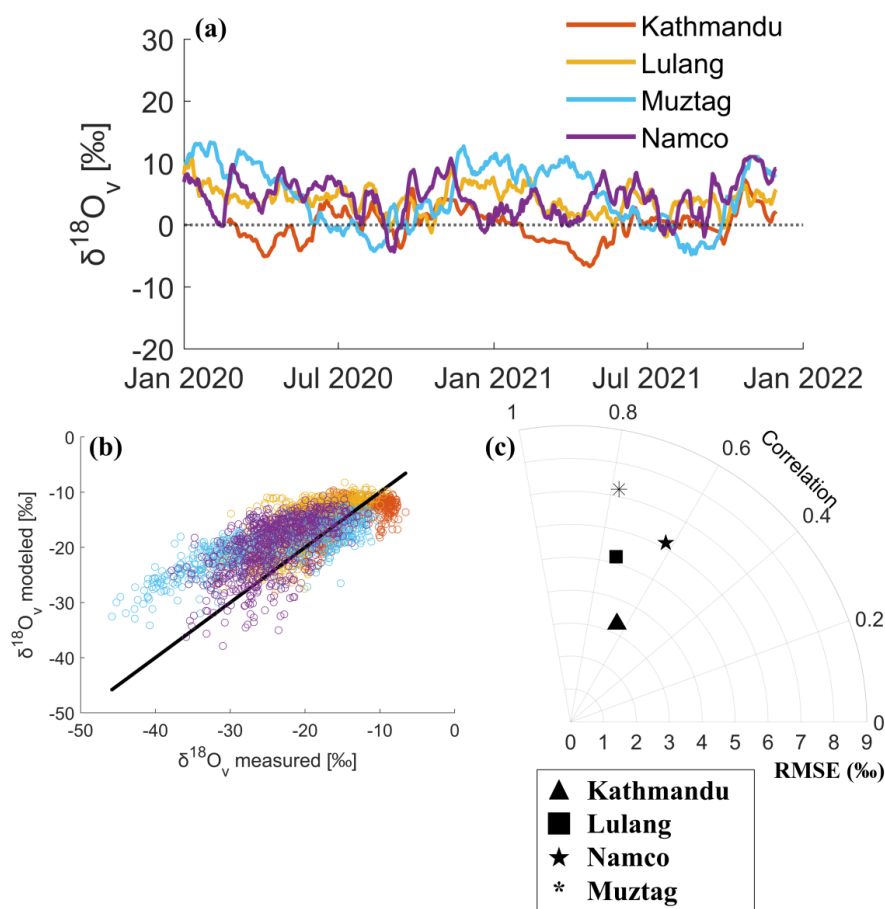 (a)
Kathmandu
Lulang
Muztag
Namco
δ¹⁸Oᵥ [‰]
30
20
10
0
-10
-20
Jan 2020 Jul 2020 Jan 2021 Jul 2021 Jan 2022
(b)
δ¹⁸Oᵥ modeled [‰]
0
-10
-20
-30
-40
-50
-50 -40 -30 -20 -10 0
δ¹⁸Oᵥ measured [‰]
(c)
1 0.8 0.6 0.4 0.2 0
Correlation
0 1 2 3 4 5 6 7 8 9
RMSE (‰)
Kathmandu
Lulang
Namco
Muztag